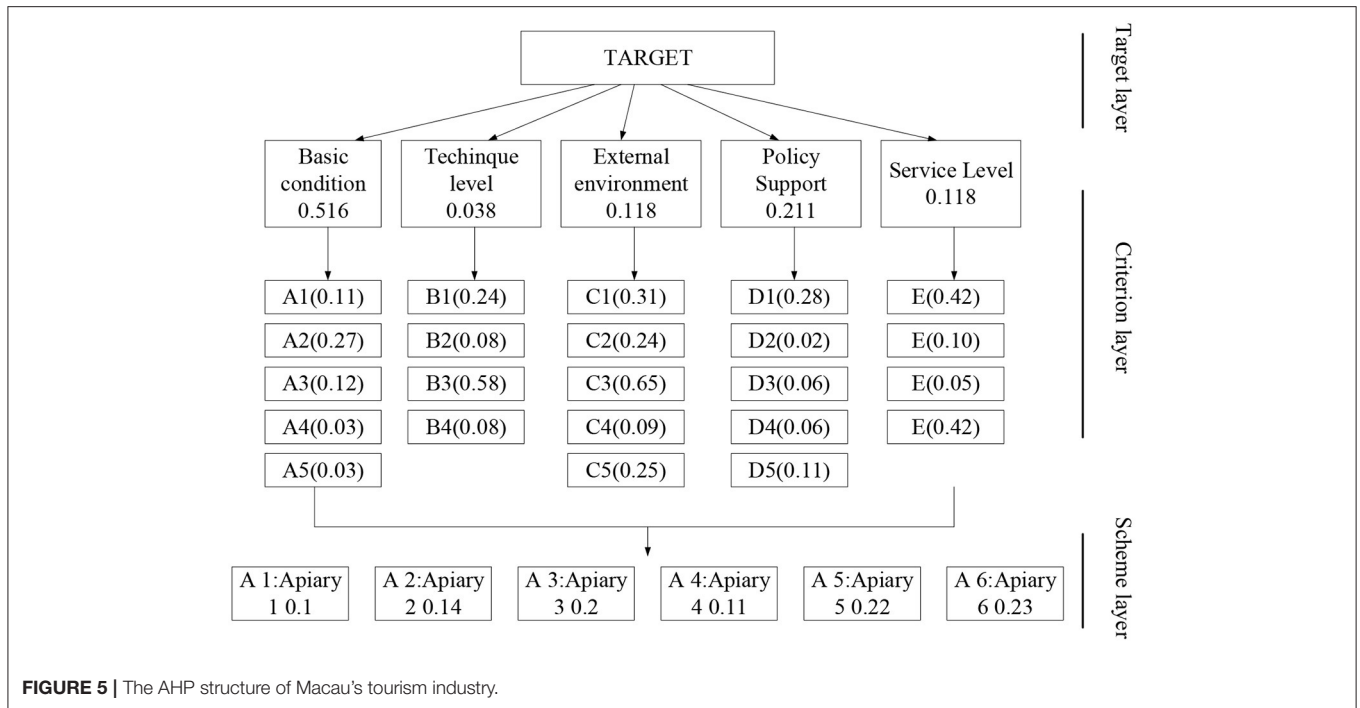 TARGET
Target layer
Basic
condition
0.516
Techinque
level
0.038
External
environment
0.118
Policy
Support
0.211
Service Level
0.118
Criterion layer
A1(0.11)
A2(0.27)
A3(0.12)
A4(0.03)
A5(0.03)
B1(0.24)
B2(0.08)
B3(0.58)
B4(0.08)
C1(0.31)
C2(0.24)
C3(0.65)
C4(0.09)
C5(0.25)
D1(0.28)
D2(0.02)
D3(0.06)
D4(0.06)
D5(0.11)
E(0.42)
E(0.10)
E(0.05)
E(0.42)
Scheme layer
A 1:Apiary
1 0.1
A 2:Apiary
2 0.14
A 3:Apiary
3 0.2
A 4:Apiary
4 0.11
A 5:Apiary
5 0.22
A 6:Apiary
6 0.23
FIGURE 5 | The AHP structure of Macau's tourism industry.